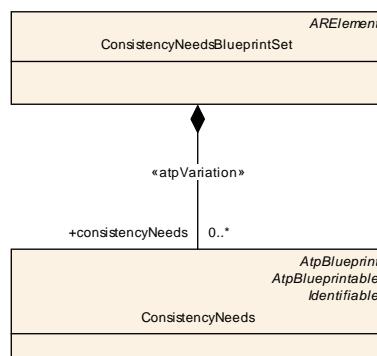 ARElement
ConsistencyNeedsBlueprintSet
«atpVariation»
+consistencyNeeds 0..*
AtpBlueprint
AtpBlueprintable
Identifiable
ConsistencyNeeds